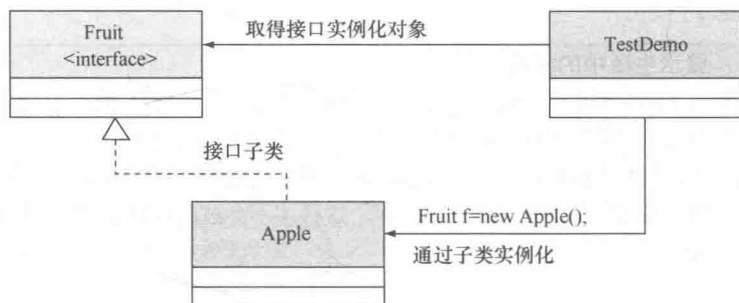 Fruit
<interface>
取得接口实例化对象
TestDemo
接口子类
Apple
Fruit f=new Apple();
通过子类实例化